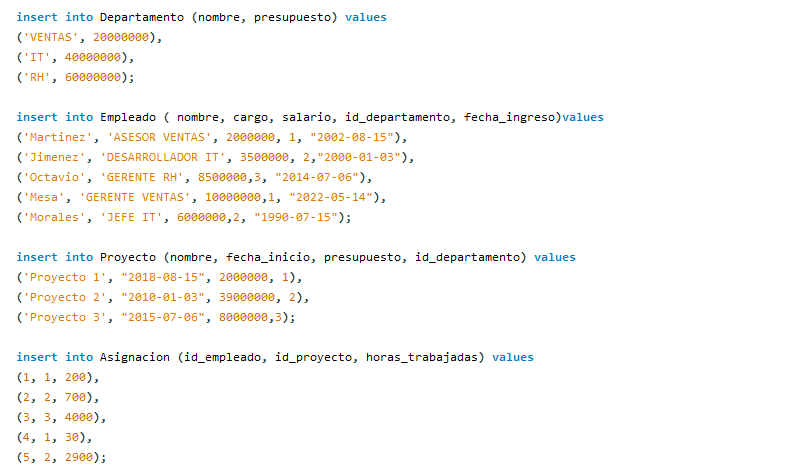 insert into Departamento (nombre, presupuesto) values
('VENTAS', 20000000),
('IT', 40000000),
('RH', 60000000);
insert into Empleado ( nombre, cargo, salario, id_departamento, fecha_ingreso)values
('Martinez', 'ASESOR VENTAS', 2000000, 1, "2002-08-15"),
('Jimenez', 'DESARROLLADOR IT', 3500000, 2,"2000-01-03"),
('Octavio', 'GERENTE RH', 8500000,3, "2014-07-06"),
('Mesa', 'GERENTE VENTAS', 10000000,1, "2022-05-14"),
('Morales', 'JEFE IT', 6000000,2, "1990-07-15");
insert into Proyecto (nombre, fecha_inicio, presupuesto, id_departamento) values
('Proyecto 1', "2018-08-15", 2000000, 1),
('Proyecto 2', "2010-01-03", 39000000, 2),
('Proyecto 3', "2015-07-06", 8000000,3);
insert into Asignacion (id_empleado, id_proyecto, horas_trabajadas) values
(1, 1, 200),
(2, 2, 700),
(3, 3, 4000),
(4, 1, 30),
(5, 2, 2900);